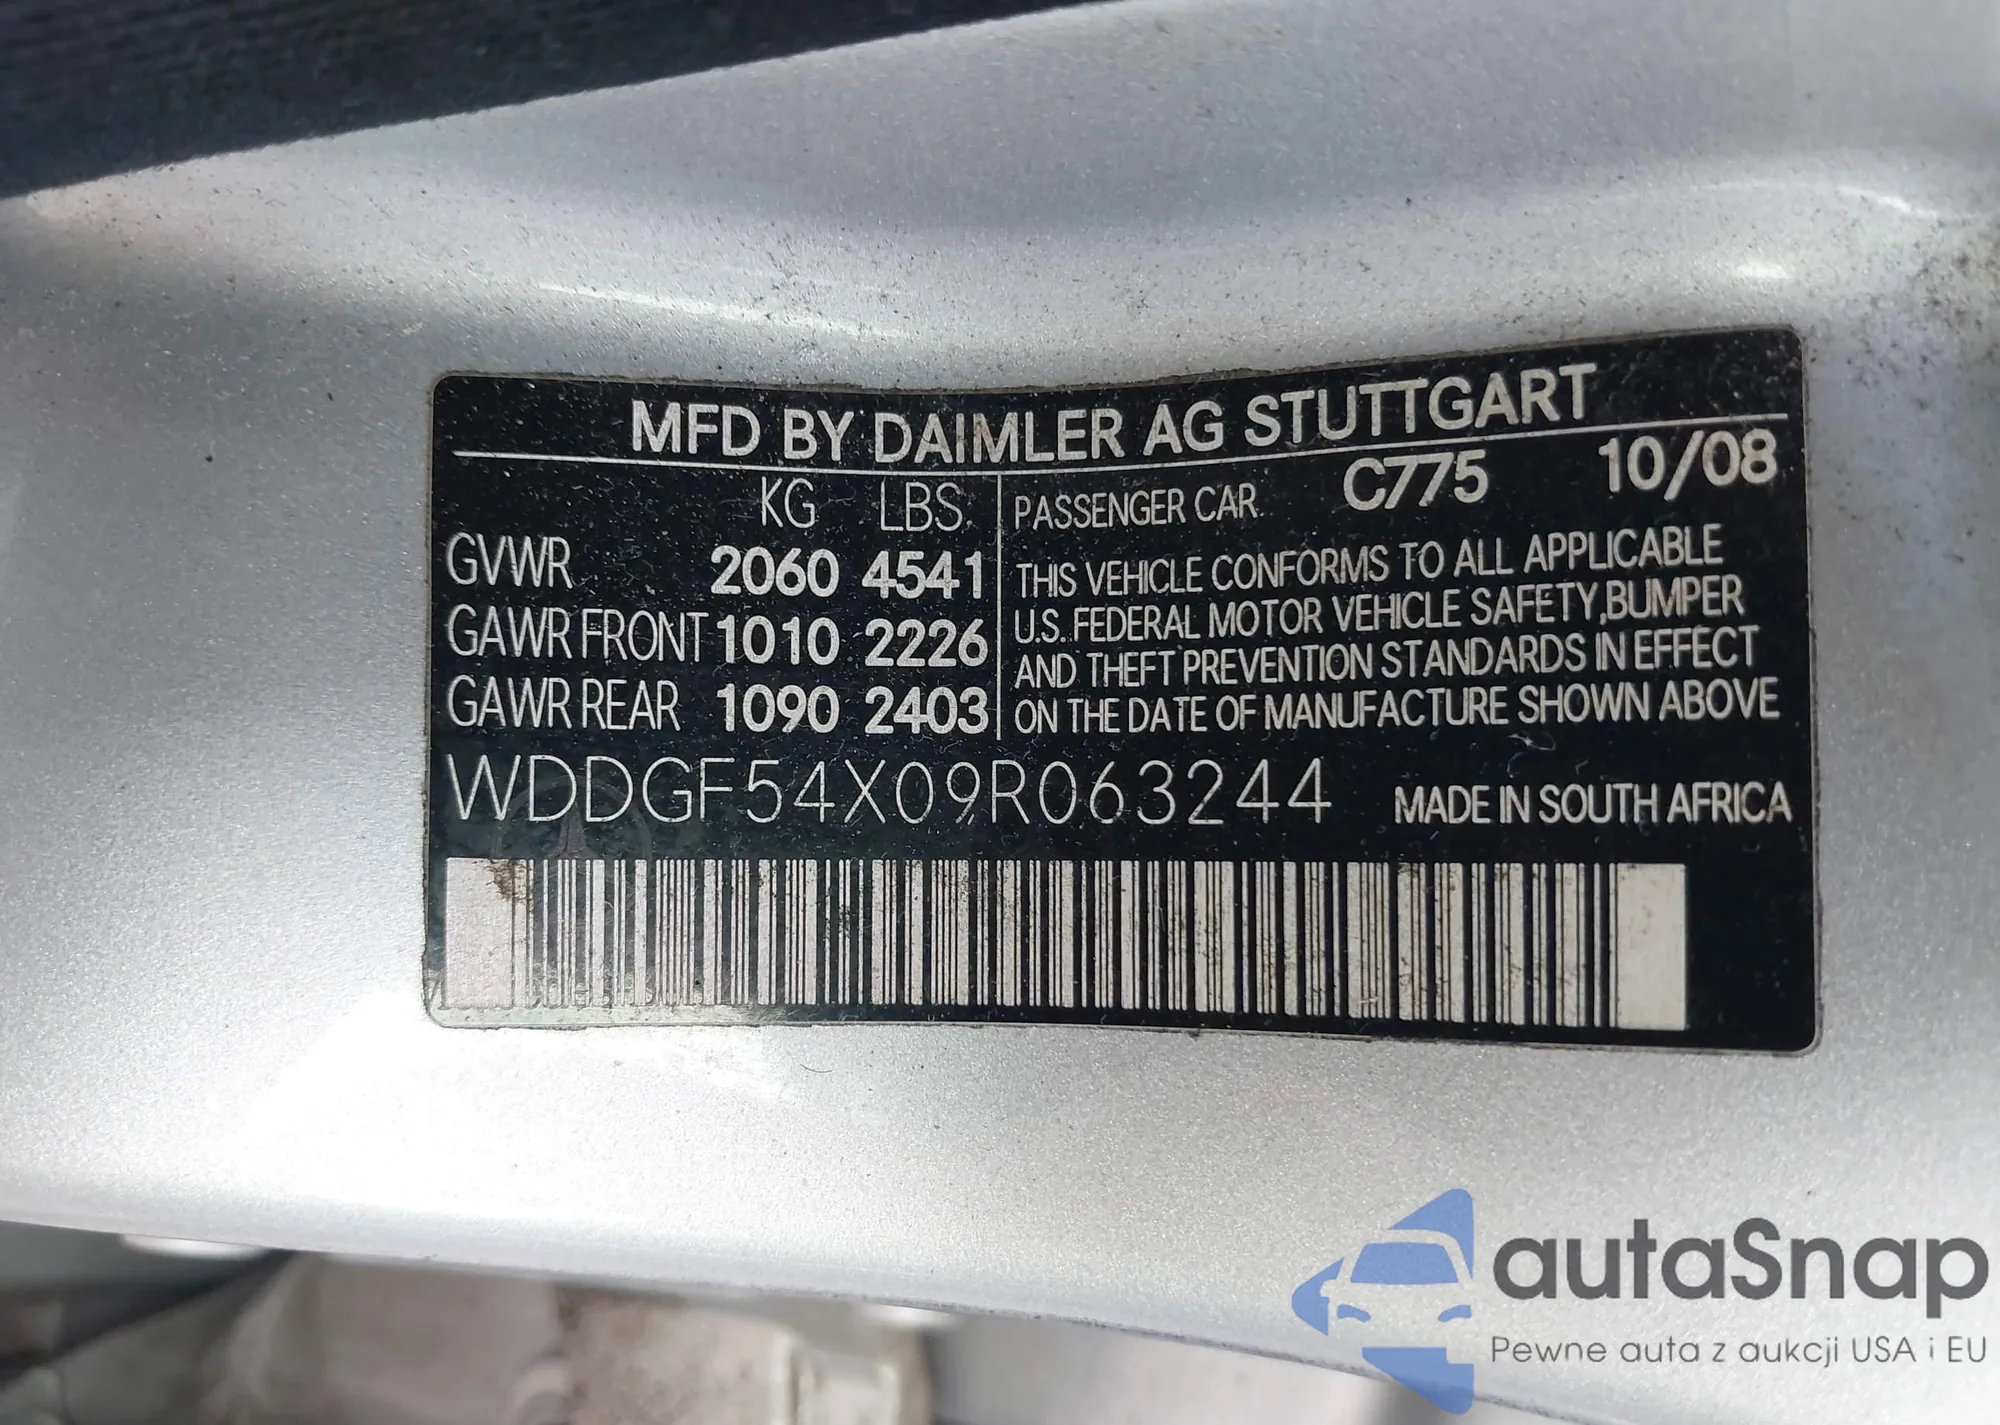 MFD BY DAIMLER AG STUTTGART
KG LBS.
GVWR 2060 4541
GAWR FRONT 1010 2226
GAWR REAR 1090 2403
PASSENGER CAR. C775 10/08
THIS VEHICLE CONFORMS TO ALL APPLICABLE
U.S. FEDERAL MOTOR VEHICLE SAFETY,BUMPER
AND THEFT PREVENTION STANDARDS IN EFFECT
ON THE DATE OF MANUFACTURE SHOWN ABOVE
WDDGF54X09R063244 MADE IN SOUTH AFRICA
autaSnap
Pewne auta z aukcji USA i EU